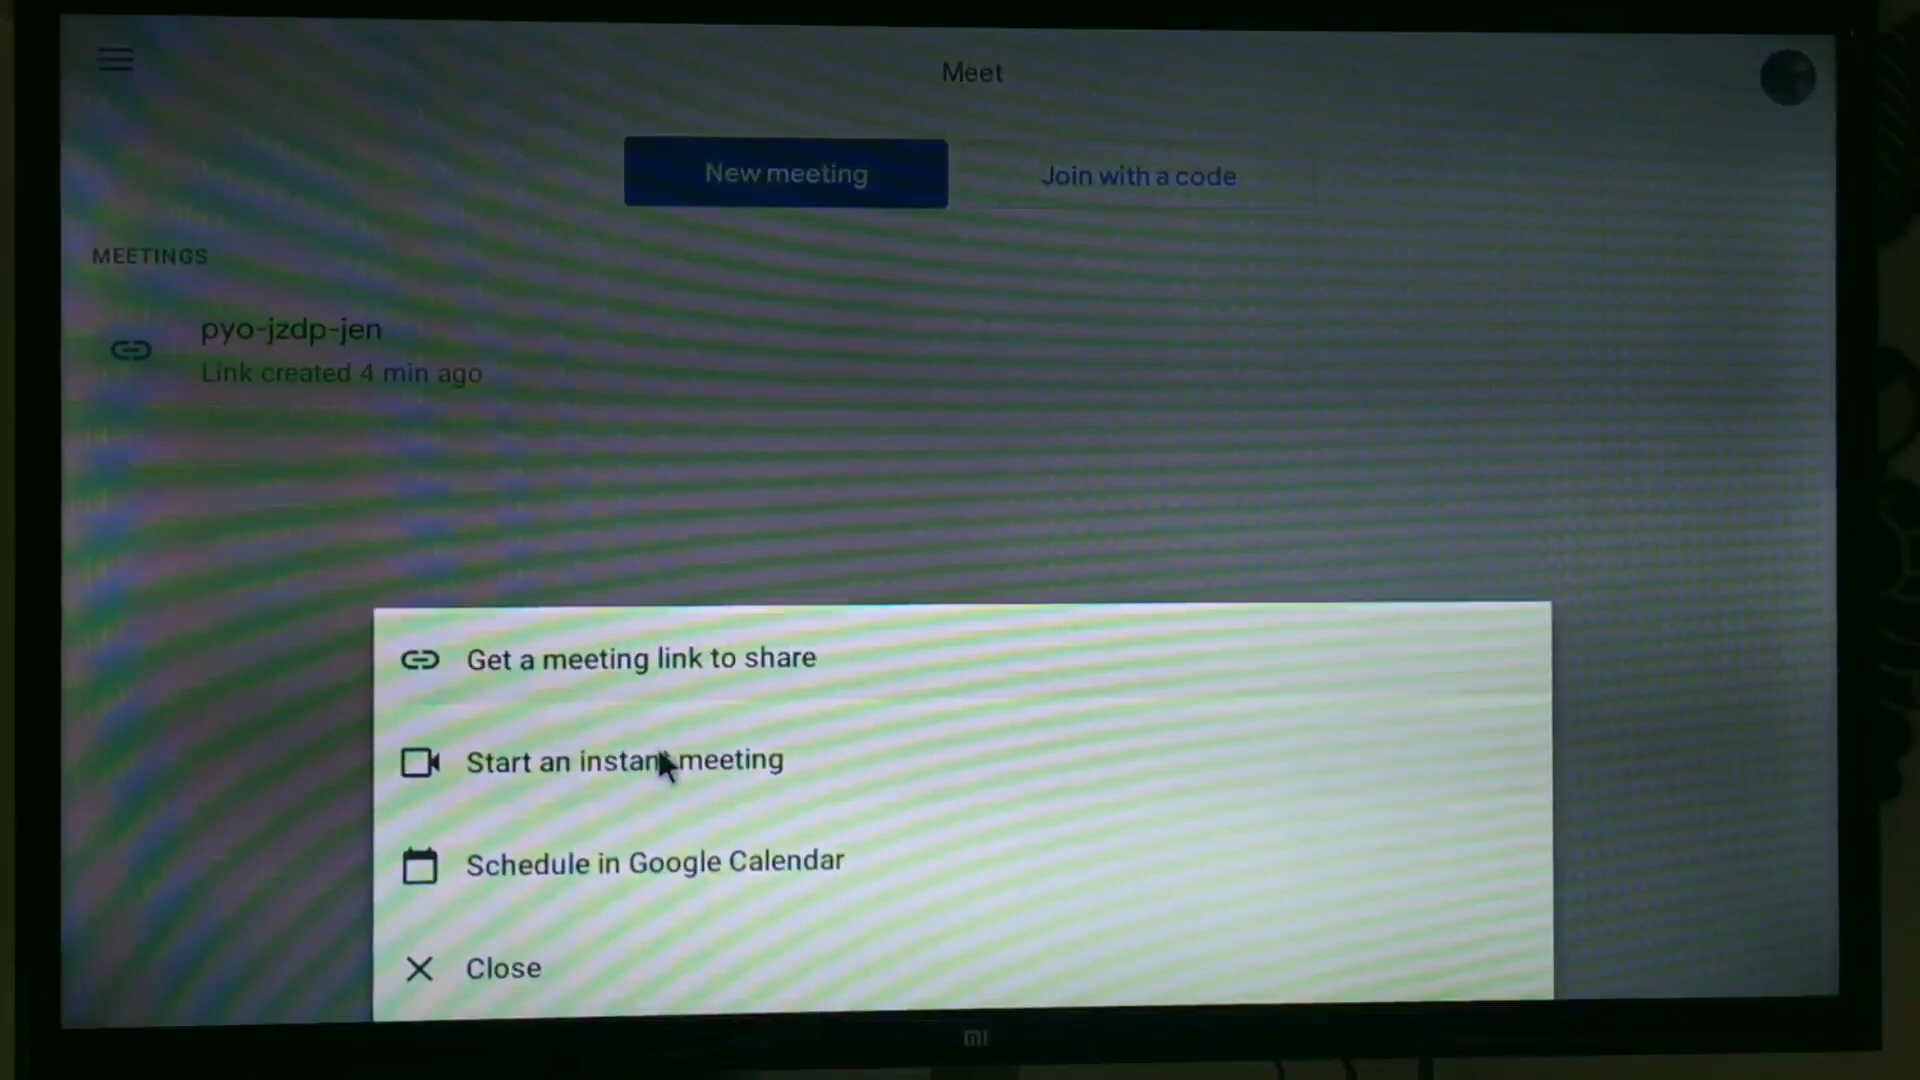 Meet
New meeting
Join with a code
MEETINGS
pyo-jzdp-jen
Link created 4 min ago
Get a meeting link to share
Start an instant meeting
Schedule in Google Calendar
Close
mi